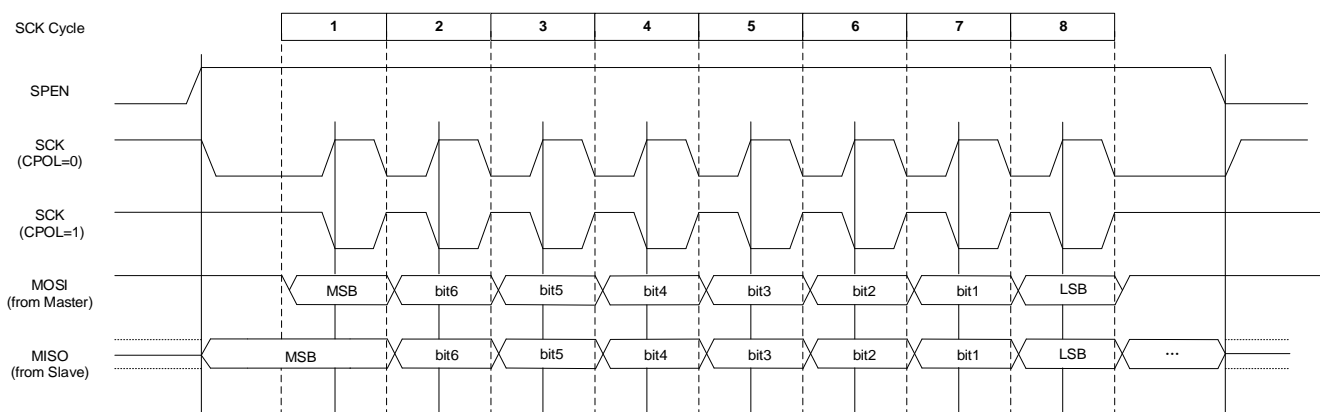 SCK Cycle 1 2 3 4 5 6 7 8
SPEN
SCK
(CPOL=0)
SCK
(CPOL=1)
MOSI
(from Master)
MSB bit6 bit5 bit4 bit3 bit2 bit1 LSB
MISO
(from Slave)
MSB bit6 bit5 bit4 bit3 bit2 bit1 LSB ...